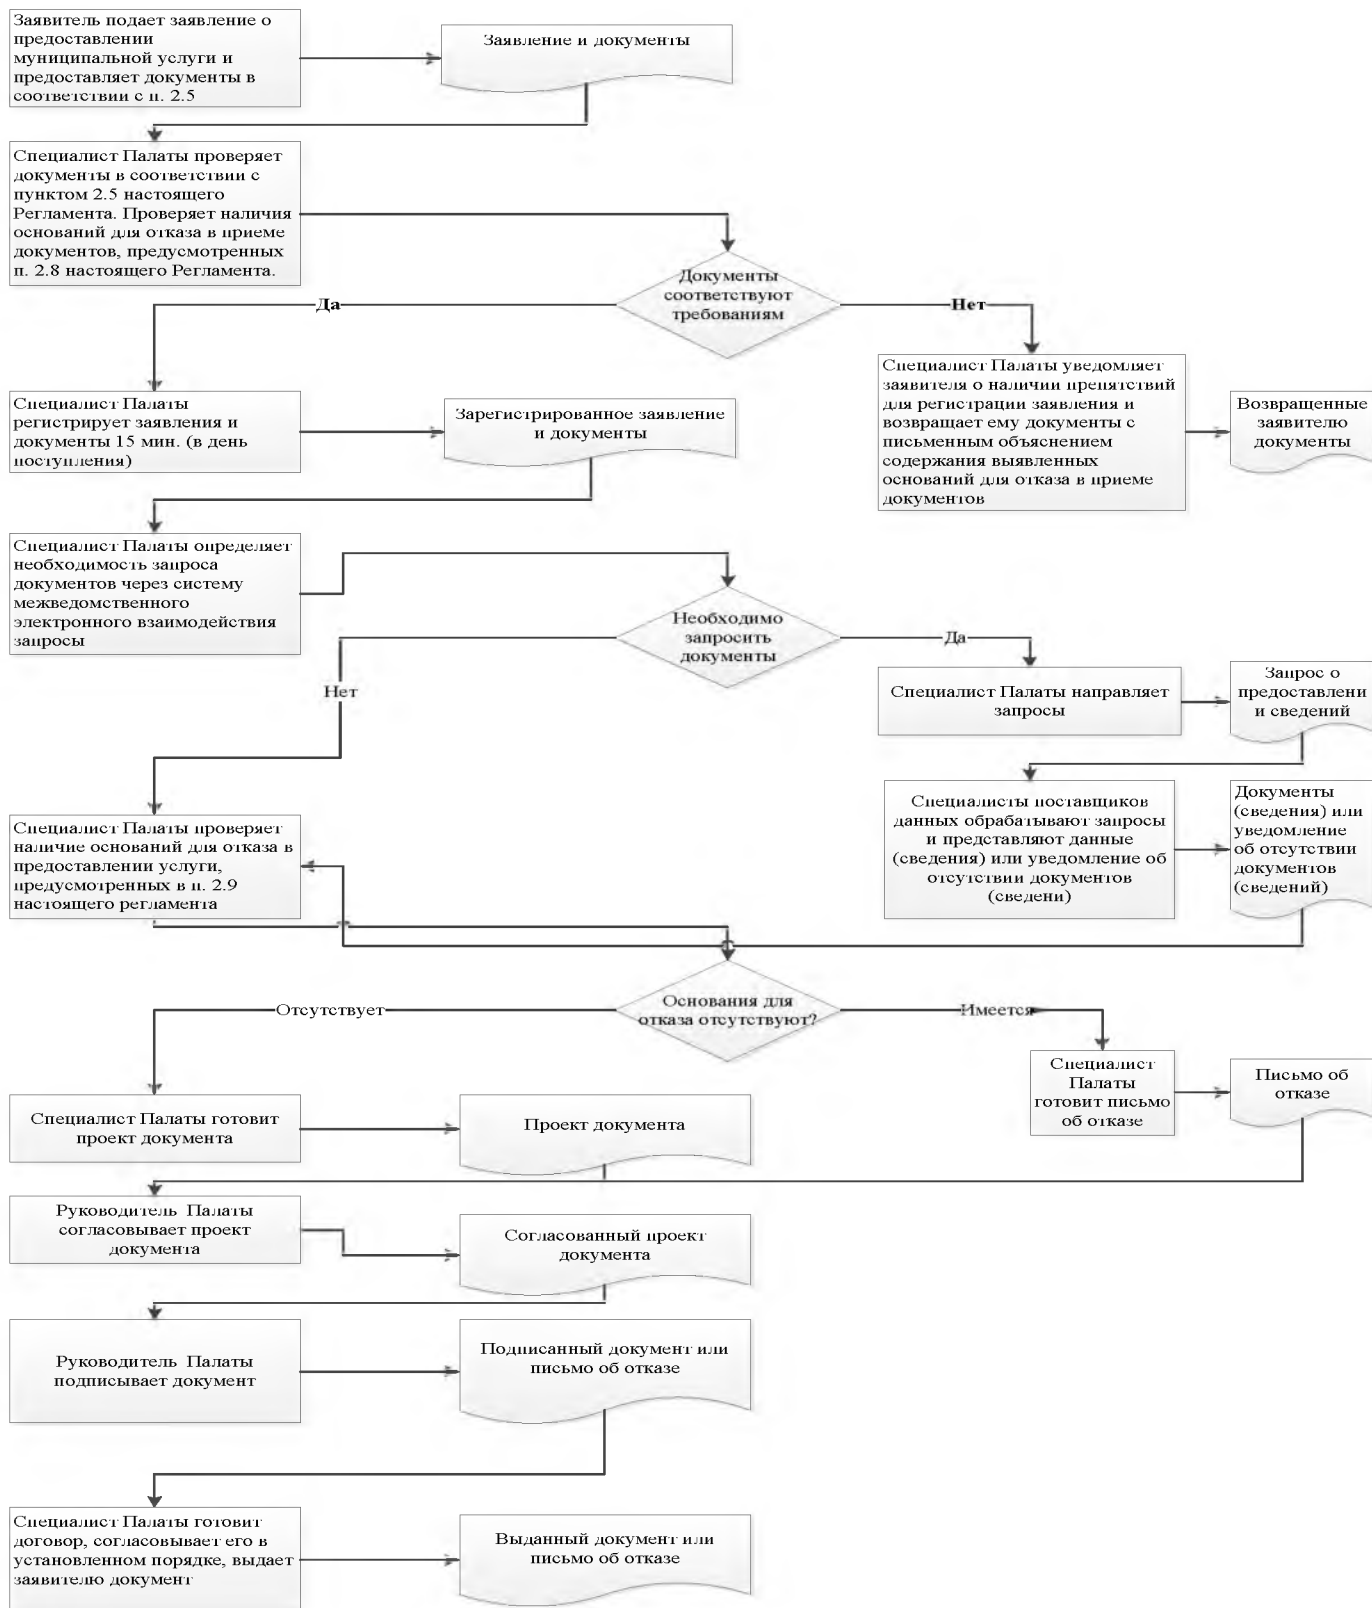 Заявитель подает заявление о
предоставлении
муниципальной услуги и
предоставляет документы в
соответствии с п. 2.5
Заявление и документы
Специалист Палаты проверяет
документы в соответствии с
пунктом 2.5 настоящего
Регламента. Проверяет наличия
оснований для отказа в приеме
документов, предусмотренных
п. 2.8 настоящего Регламента.
Документы
соответствуют
требованиям
Да
Нет
Специалист Палаты
регистрирует заявления и
документы 15 мин. (в день
поступления)
Зарегистрированное заявление
и документы
Специалист Палаты уведомляет
заявителя о наличии препятствий
для регистрации заявления и
возвращает ему документы с
письменным объяснением
содержания выявленных
оснований для отказа в приеме
документов
Возвращенные
заявителю
документы
Специалист Палаты определяет
необходимость запроса
документов через систему
межведомственного
электронного взаимодействия
запросы
Необходимо
запросить
документы
Да
Нет
Специалист Палаты направляет
запросы
Запрос о
предоставлени
и сведений
Специалисты поставщиков
данных обрабатывают запросы
и представляют данные
(сведения) или уведомление об
отсутствии документов
(сведени)
Документы
(сведения) или
уведомление
об отсутствии
документов
(сведений)
Специалист Палаты проверяет
наличие оснований для отказа в
предоставлении услуги,
предусмотренных в п. 2.9
настоящего регламента
Основания для
отказа отсутствуют?
Отсутствует
Имеется
Специалист
Палаты
готовит письмо
об отказе
Письмо об
отказе
Специалист Палаты готовит
проект документа
Проект документа
Руководитель Палаты
согласовывает проект
документа
Согласованный проект
документа
Руководитель Палаты
подписывает документ
Подписанный документ или
письмо об отказе
Специалист Палаты готовит
договор, согласовывает его в
установленном порядке, выдает
заявителю документ
Выданный документ или
письмо об отказе